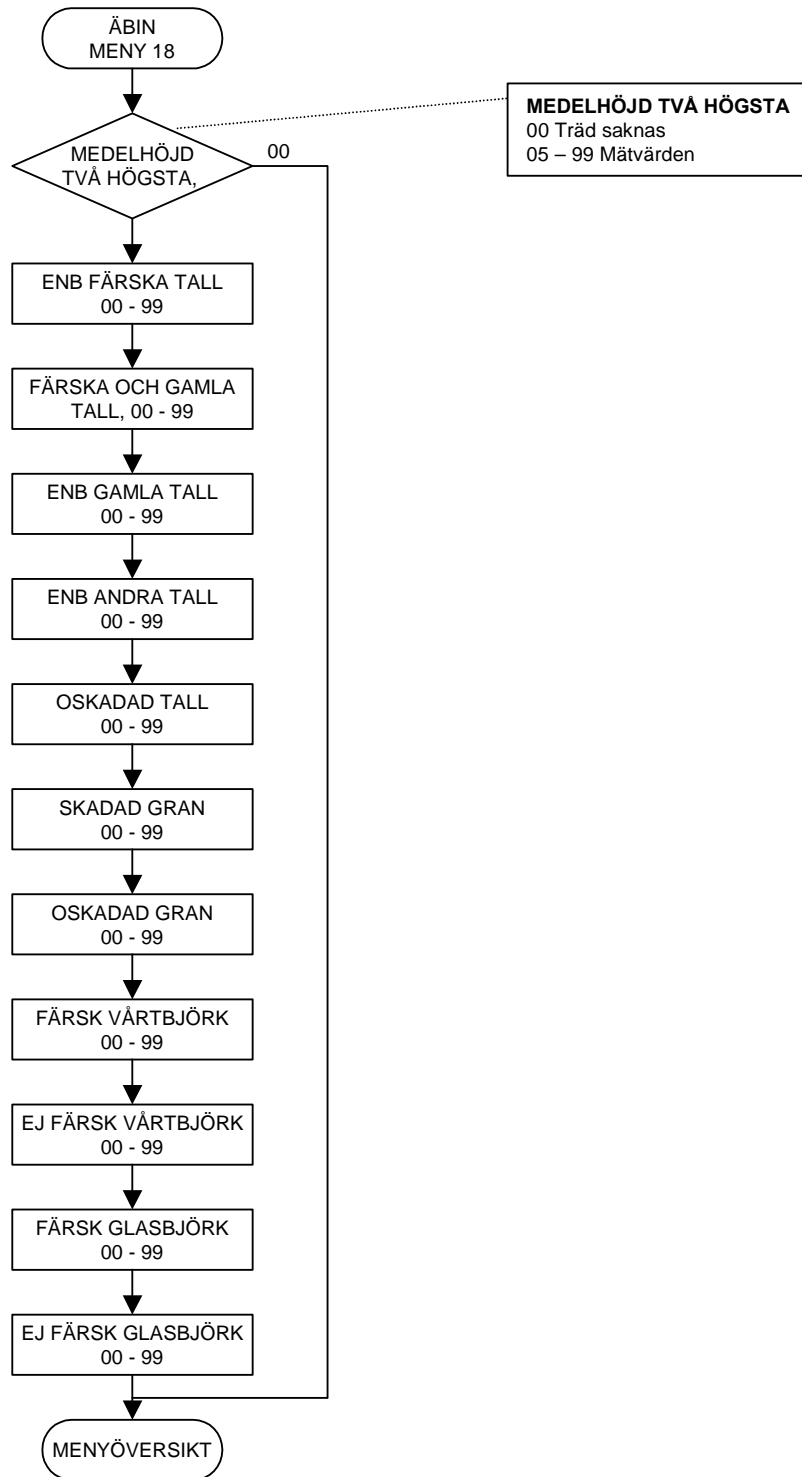 ÄBIN
MENY 18
MEDELHÖJD
TVÅ HÖGSTA,
00
MEDELHÖJD TVÅ HÖGSTA
00 Träd saknas
05 – 99 Mätvärden
ENB FÄRSKA TALL
00 - 99
FÄRSKA OCH GAMLA
TALL, 00 - 99
ENB GAMLA TALL
00 - 99
ENB ANDRA TALL
00 - 99
OSKADAD TALL
00 - 99
SKADAD GRAN
00 - 99
OSKADAD GRAN
00 - 99
FÄRSK VÅRTBJÖRK
00 - 99
EJ FÄRSK VÅRTBJÖRK
00 - 99
FÄRSK GLASBJÖRK
00 - 99
EJ FÄRSK GLASBJÖRK
00 - 99
MENYÖVERSIKT